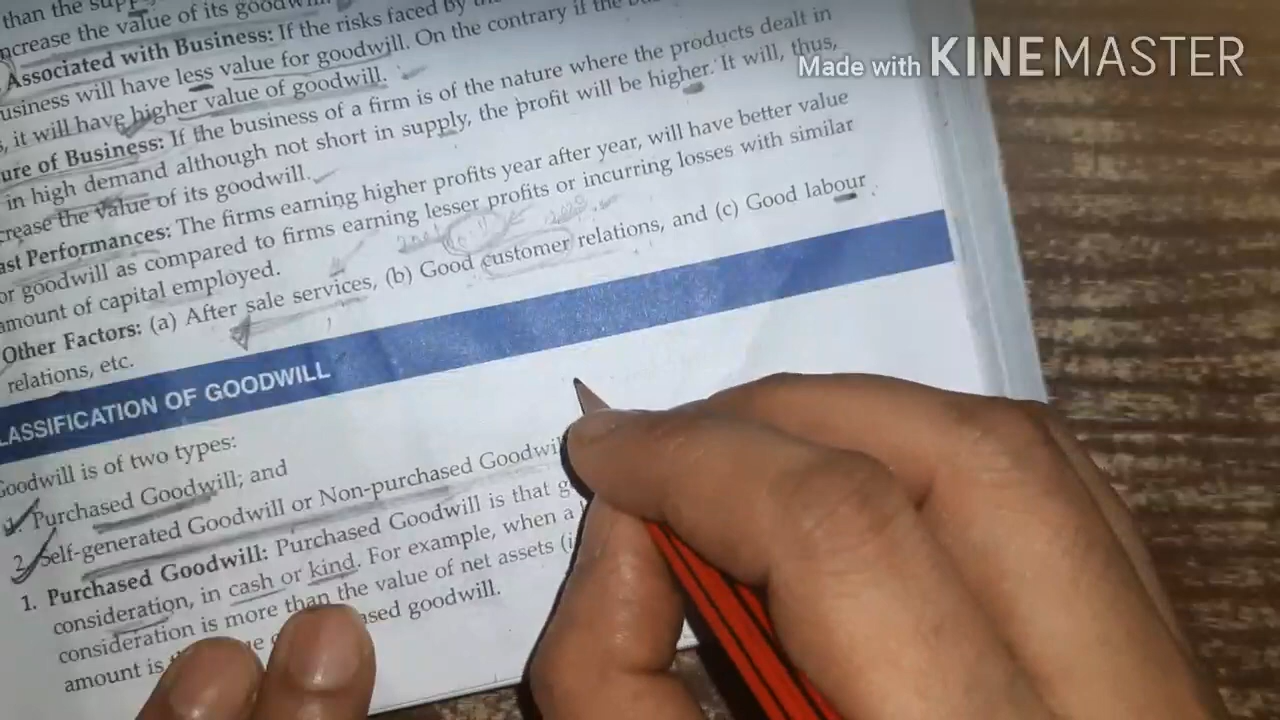 than the supp
ncrease the value of its goodwill.
Associated with Business: If the risks faced by
usiness will have less value for goodwill. On the contrary if the
, it will have higher value of goodwill.
ure of Business: If the business of a firm is of the nature where the products dealt in
in high demand although not short in supply, the profit will be higher. It will, thus,
crease the value of its goodwill.
ast Performances: The firms earning higher profits year after year, will have better value
or goodwill as compared to firms earning lesser profits or incurring losses with similar
amount of capital employed.
Other Factors: (a) After sale services, (b) Good customer relations, and (c) Good labour
relations, etc.
LASSIFICATION OF GOODWILL
Goodwill is of two types:
1. Purchased Goodwill; and
2. Self-generated Goodwill or Non-purchased Goodwil
1. Purchased Goodwill: Purchased Goodwill is that g
consideration, in cash or kind. For example, when a
consideration is more than the value of net assets (i
amount is ased goodwill.
Made with KINEMASTER